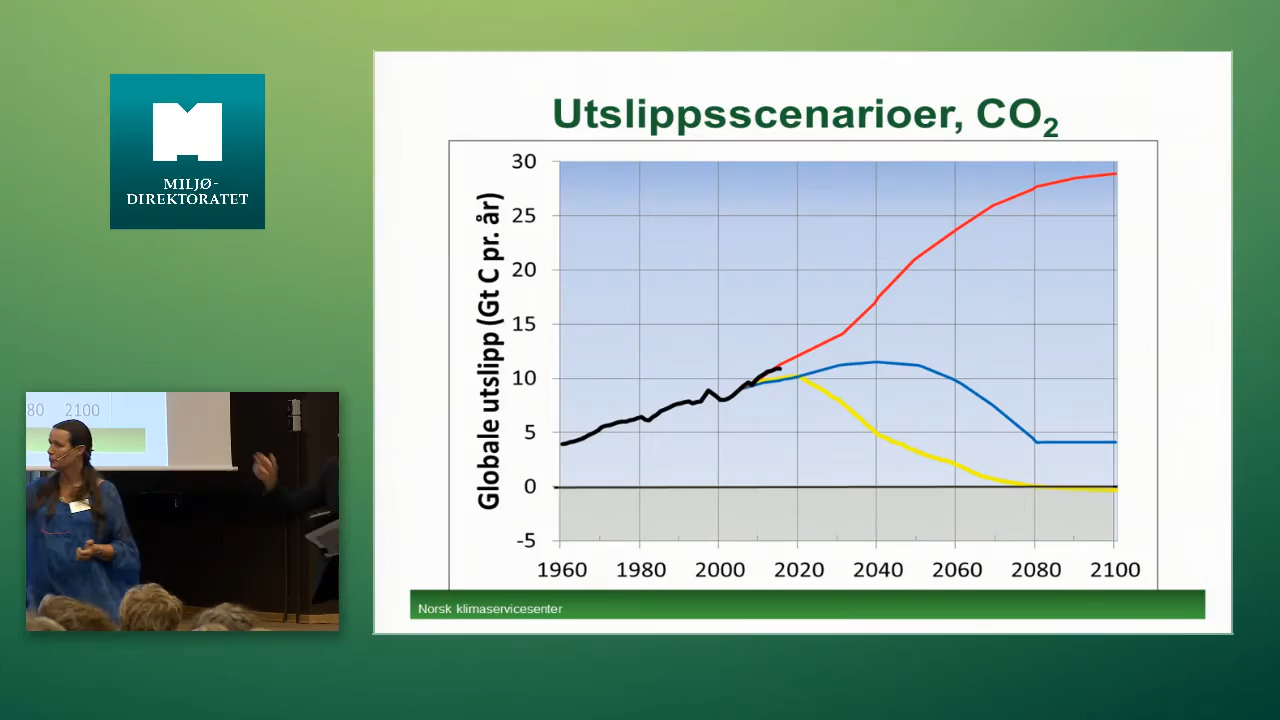 MILJØ-
DIREKTORATET
Utslippsscenarioer, CO₂
Globale utslipp (Gt C pr. år)
30
25
20
15
10
5
0
-5
1960 1980 2000 2020 2040 2060 2080 2100
Norsk klimaservicesenter
80 2100